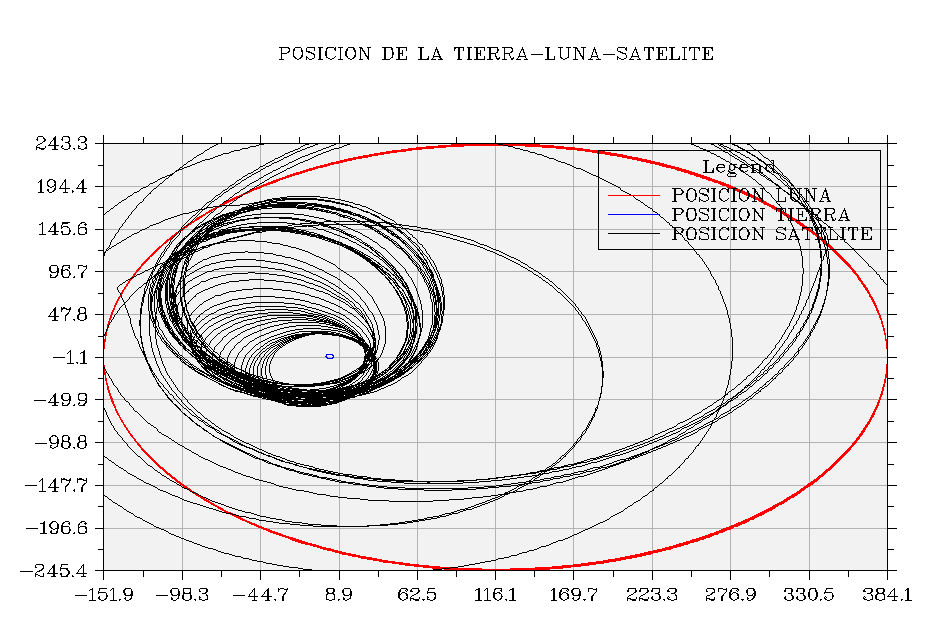 POSICION DE LA TIERRA-LUNA-SATELITE
243.3
194.4
145.6
96.7
47.8
-1.1
-49.9
-98.8
-147.7
-196.6
-245.4
Legend
POSICION LUNA
POSICION TIERRA
POSICION SATELITE
-151.9 -98.3 -44.7 8.9 62.5 116.1 169.7 223.3 276.9 330.5 384.1